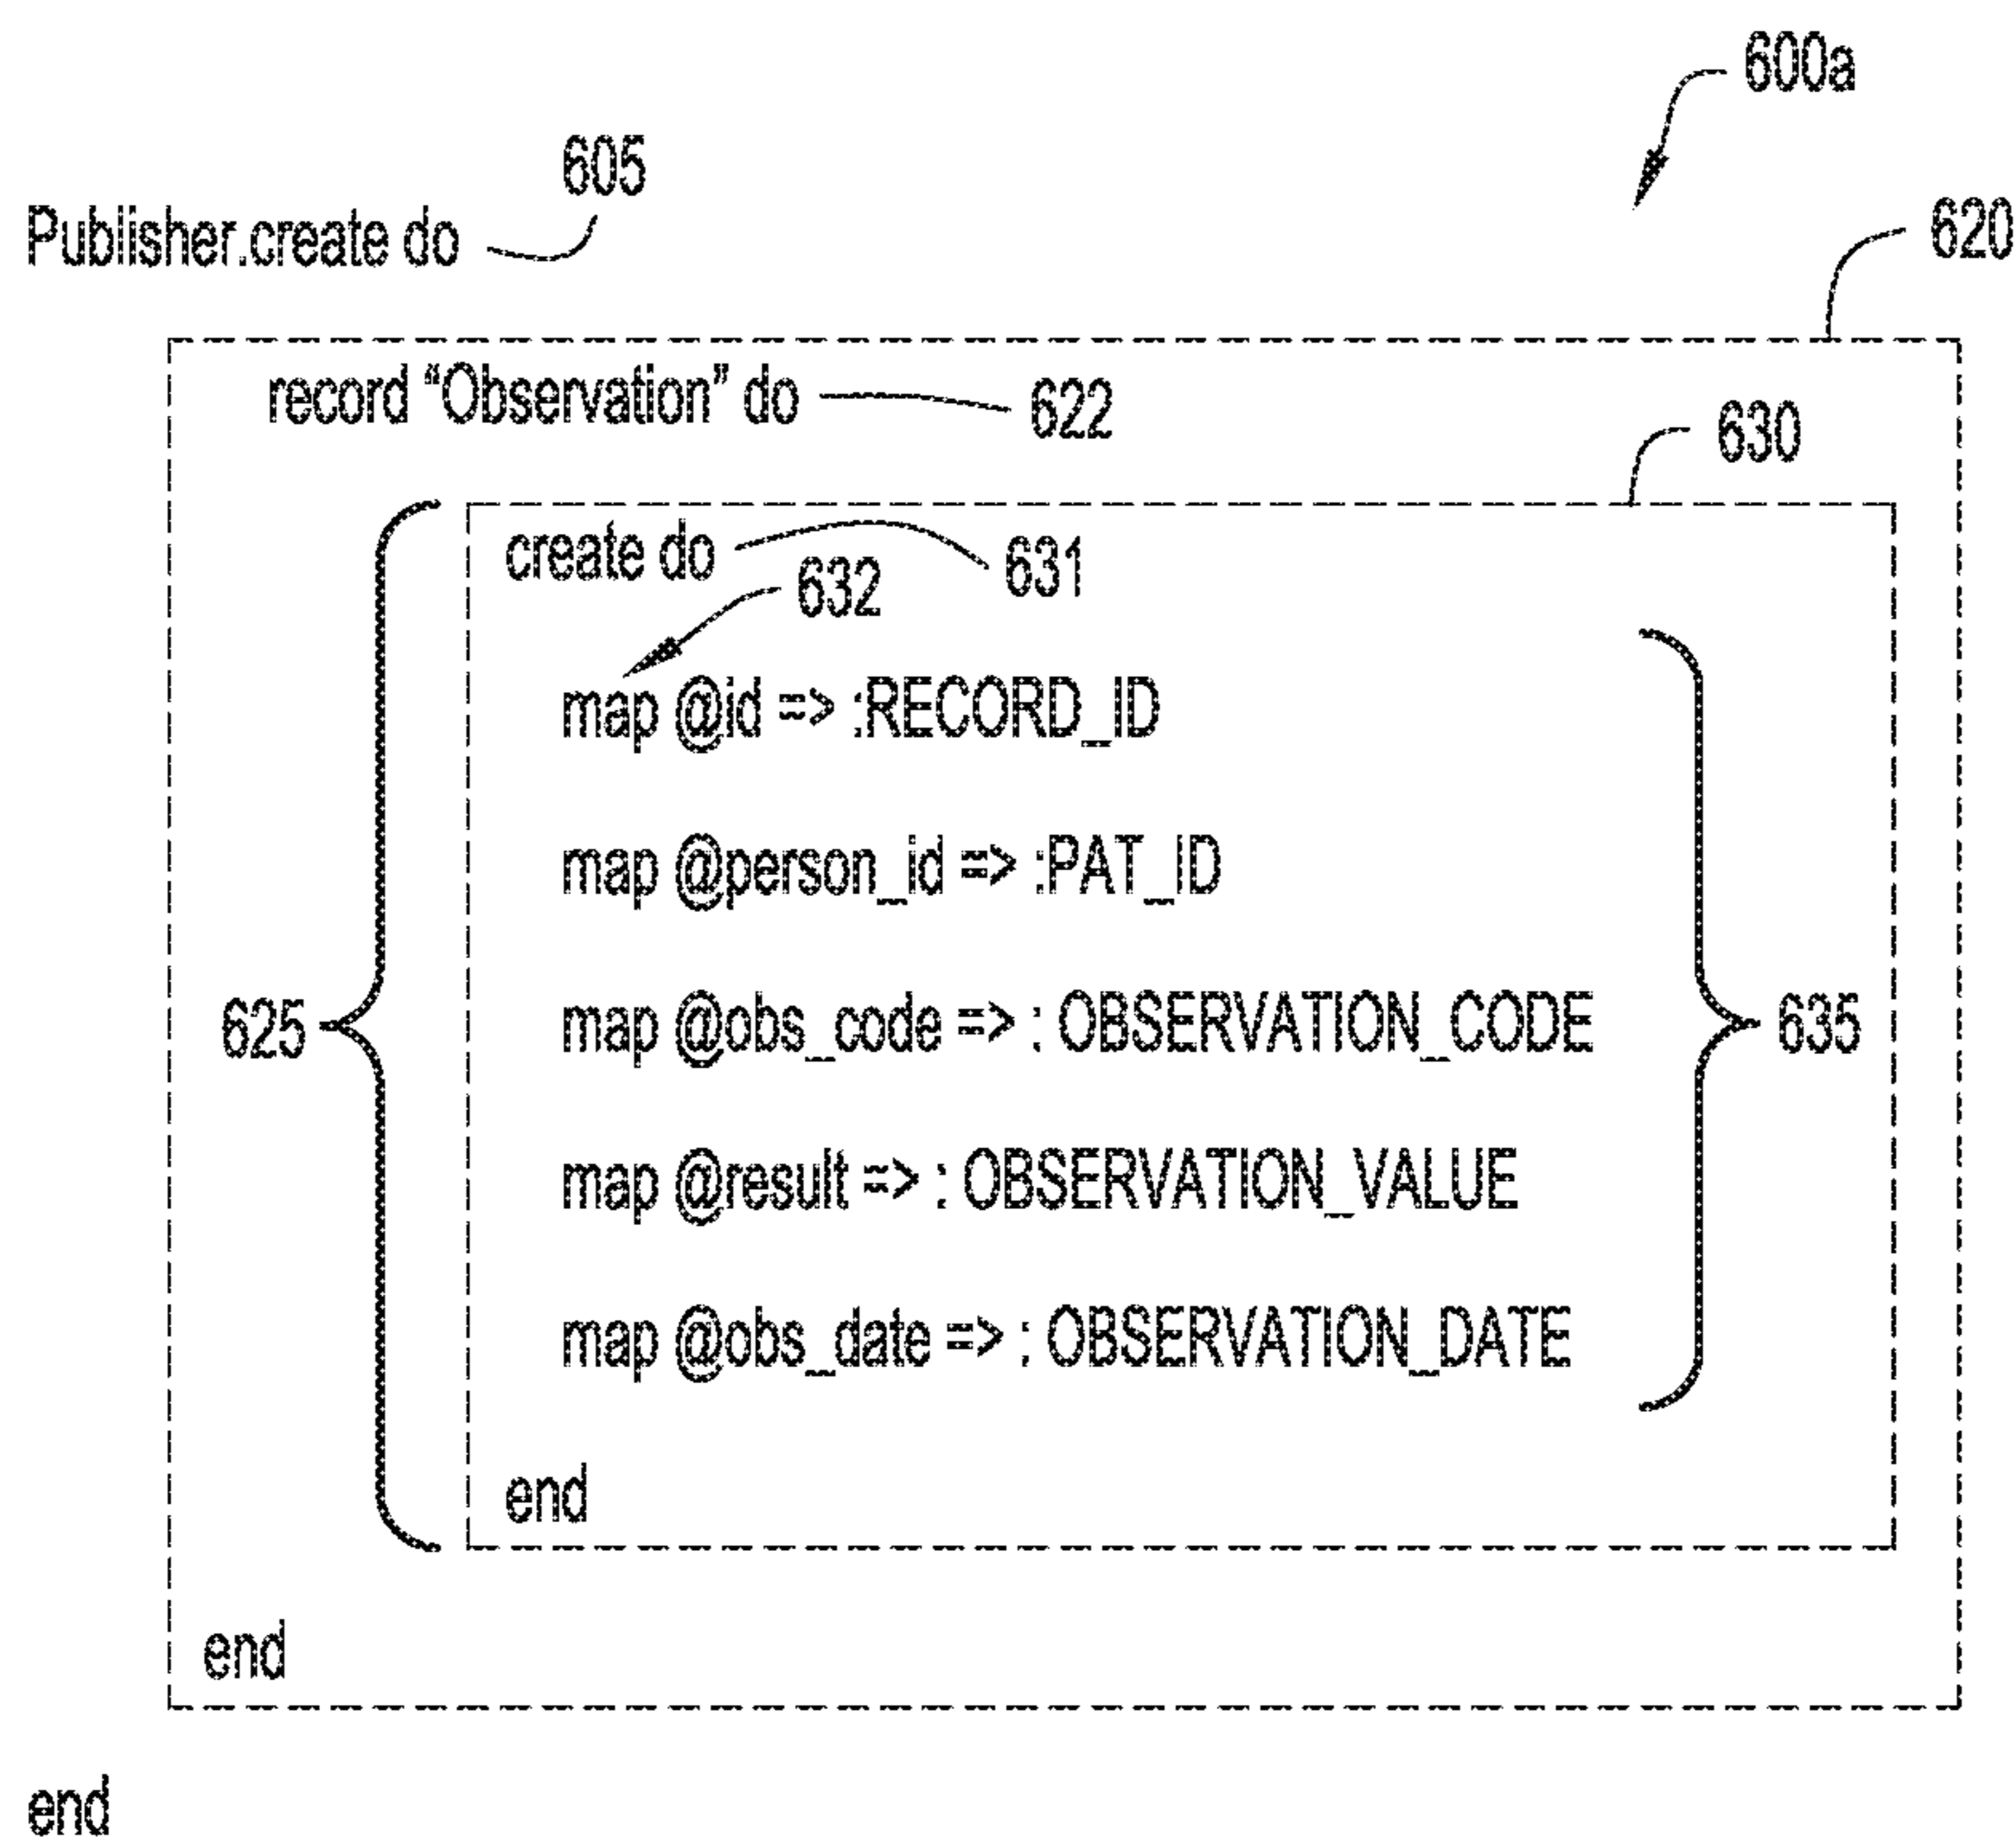 600a
605
Publisher.create do
620
record “Observation” do
622
630
create do
631
632
map @id => :RECORD_ID
map @person_id => :PAT_ID
625
map @obs_code => : OBSERVATION_CODE
635
map @result => : OBSERVATION_VALUE
map @obs_date => : OBSERVATION_DATE
end
end
end